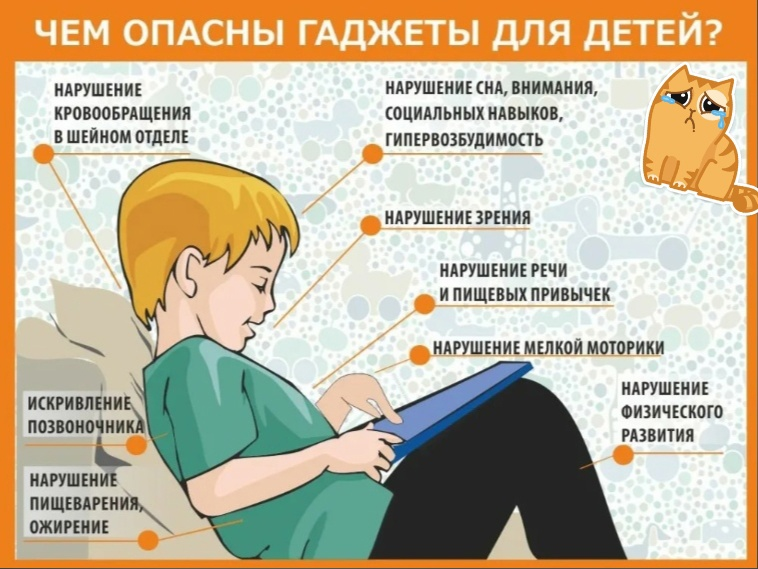 ЧЕМ ОПАСНЫ ГАДЖЕТЫ ДЛЯ ДЕТЕЙ?
НАРУШЕНИЕ
КРОВООБРАЩЕНИЯ
В ШЕЙНОМ ОТДЕЛЕ
НАРУШЕНИЕ СНА, ВНИМАНИЯ,
СОЦИАЛЬНЫХ НАВЫКОВ,
ГИПЕРВОЗБУДИМОСТЬ
НАРУШЕНИЕ ЗРЕНИЯ
НАРУШЕНИЕ РЕЧИ
И ПИЩЕВЫХ ПРИВЫЧЕК
НАРУШЕНИЕ МЕЛКОЙ МОТОРИКИ
НАРУШЕНИЕ
ФИЗИЧЕСКОГО
РАЗВИТИЯ
ИСКРИВЛЕНИЕ
ПОЗВОНОЧНИКА
НАРУШЕНИЕ
ПИЩЕВАРЕНИЯ,
ОЖИРЕНИЕ